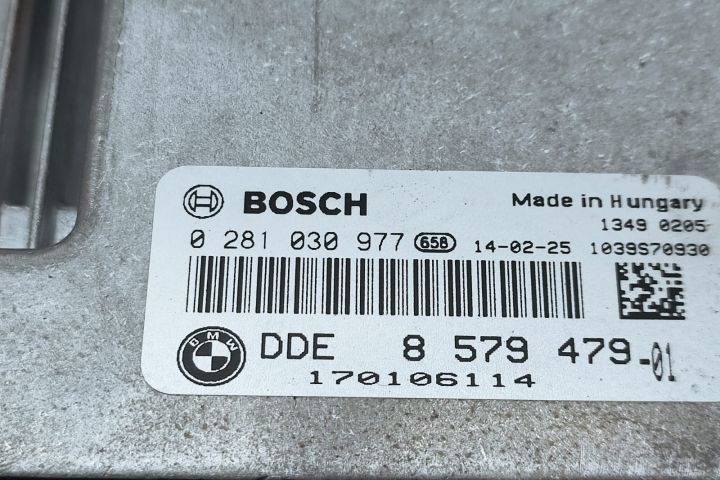 BOSCH Made in Hungary
1349 0205
0 281 030 977 658 14-02-25 1039S70930
BMW DDE 8 579 479-01
170106114